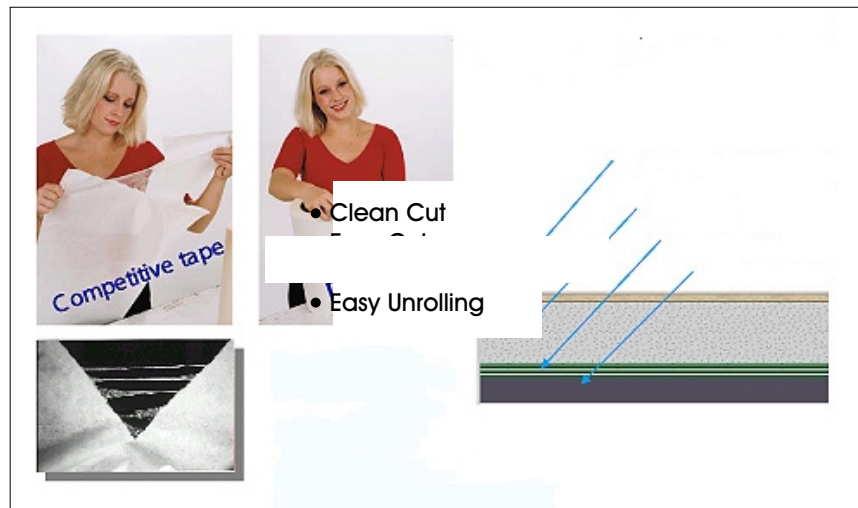 Competitive tape
• Clean Cut
• Easy Unrolling